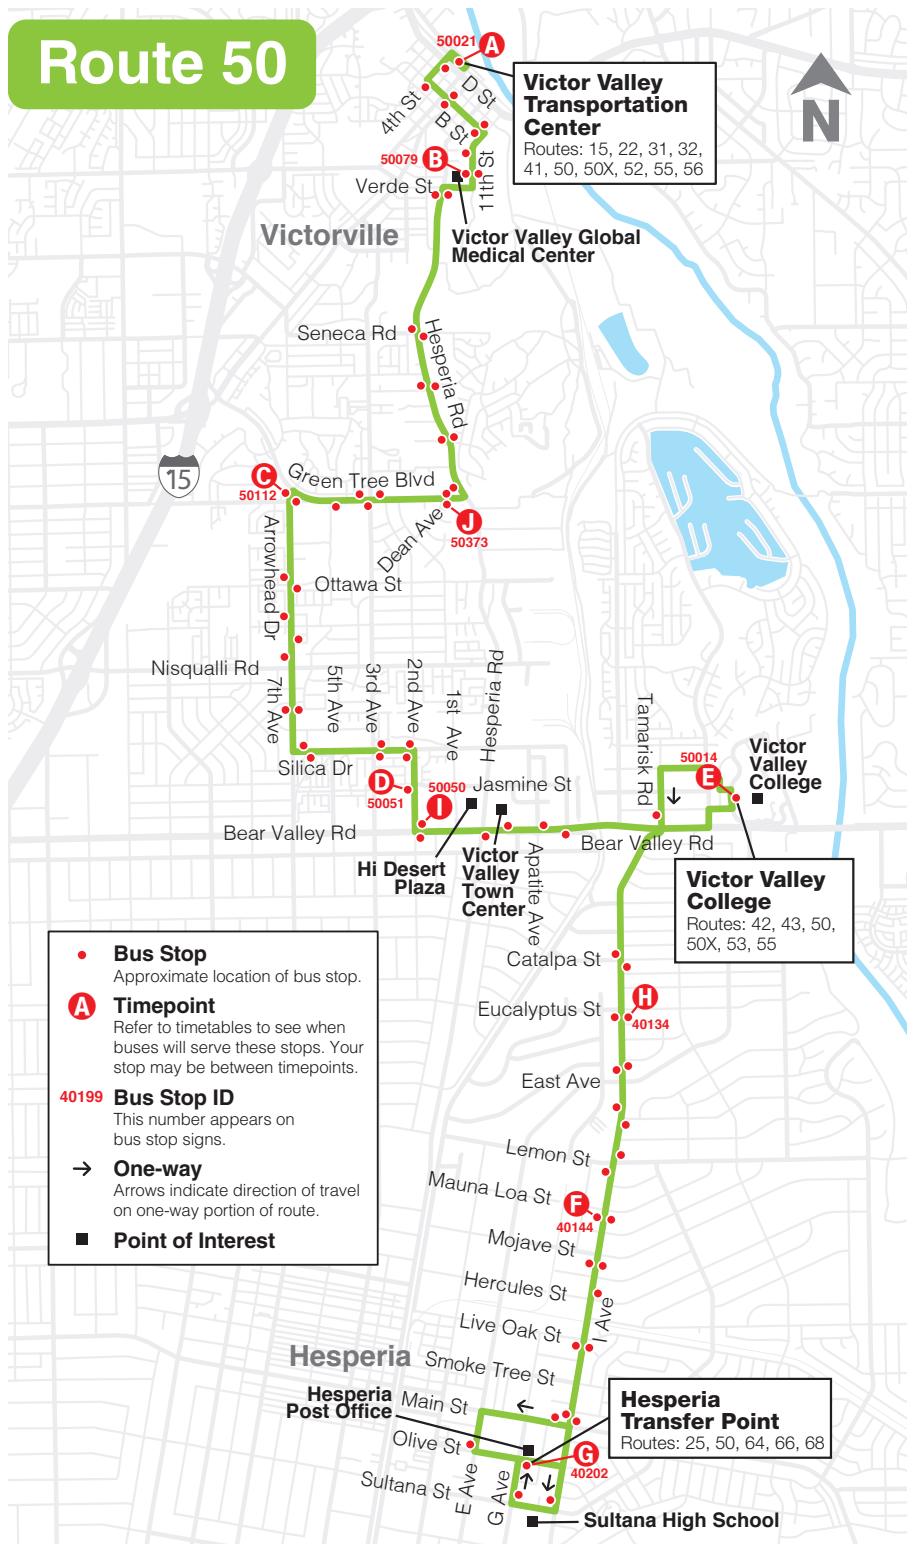 Route 50
50021 A
Victor Valley
Transportation
Center
Routes: 15, 22, 31, 32,
41, 50, 50X, 52, 55, 56
N
4th St
D St
B St
11th St
50079 B
Verde St
Victorville
Victor Valley Global
Medical Center
Seneca Rd
Hesperia Rd
15
C
50112
Green Tree Blvd
J
50373
Dean Ave
Arrowhead Dr
Ottawa St
Nisqualli Rd
7th Ave
5th Ave
3rd Ave
2nd Ave
1st Ave
Hesperia Rd
Tamarisk Rd
Silica Dr
D
50051
50050
I
Jasmine St
50014
E
Victor
Valley
College
Bear Valley Rd
Bear Valley Rd
Hi Desert
Plaza
Victor
Valley
Town
Center
Apatite Ave
Victor Valley
College
Routes: 42, 43, 50,
50X, 53, 55
Catalpa St
Eucalyptus St
H
40134
East Ave
Lemon St
Mauna Loa St
F
40144
Mojave St
Hercules St
I Ave
Live Oak St
Hesperia
Smoke Tree St
Hesperia
Post Office
Main St
Olive St
Sultana St
E Ave
G Ave
Hesperia
Transfer Point
Routes: 25, 50, 64, 66, 68
G
40202
Sultana High School
Bus Stop
Approximate location of bus stop.
A Timepoint
Refer to timetables to see when
buses will serve these stops. Your
stop may be between timepoints.
40199 Bus Stop ID
This number appears on
bus stop signs.
One-way
Arrows indicate direction of travel
on one-way portion of route.
Point of Interest